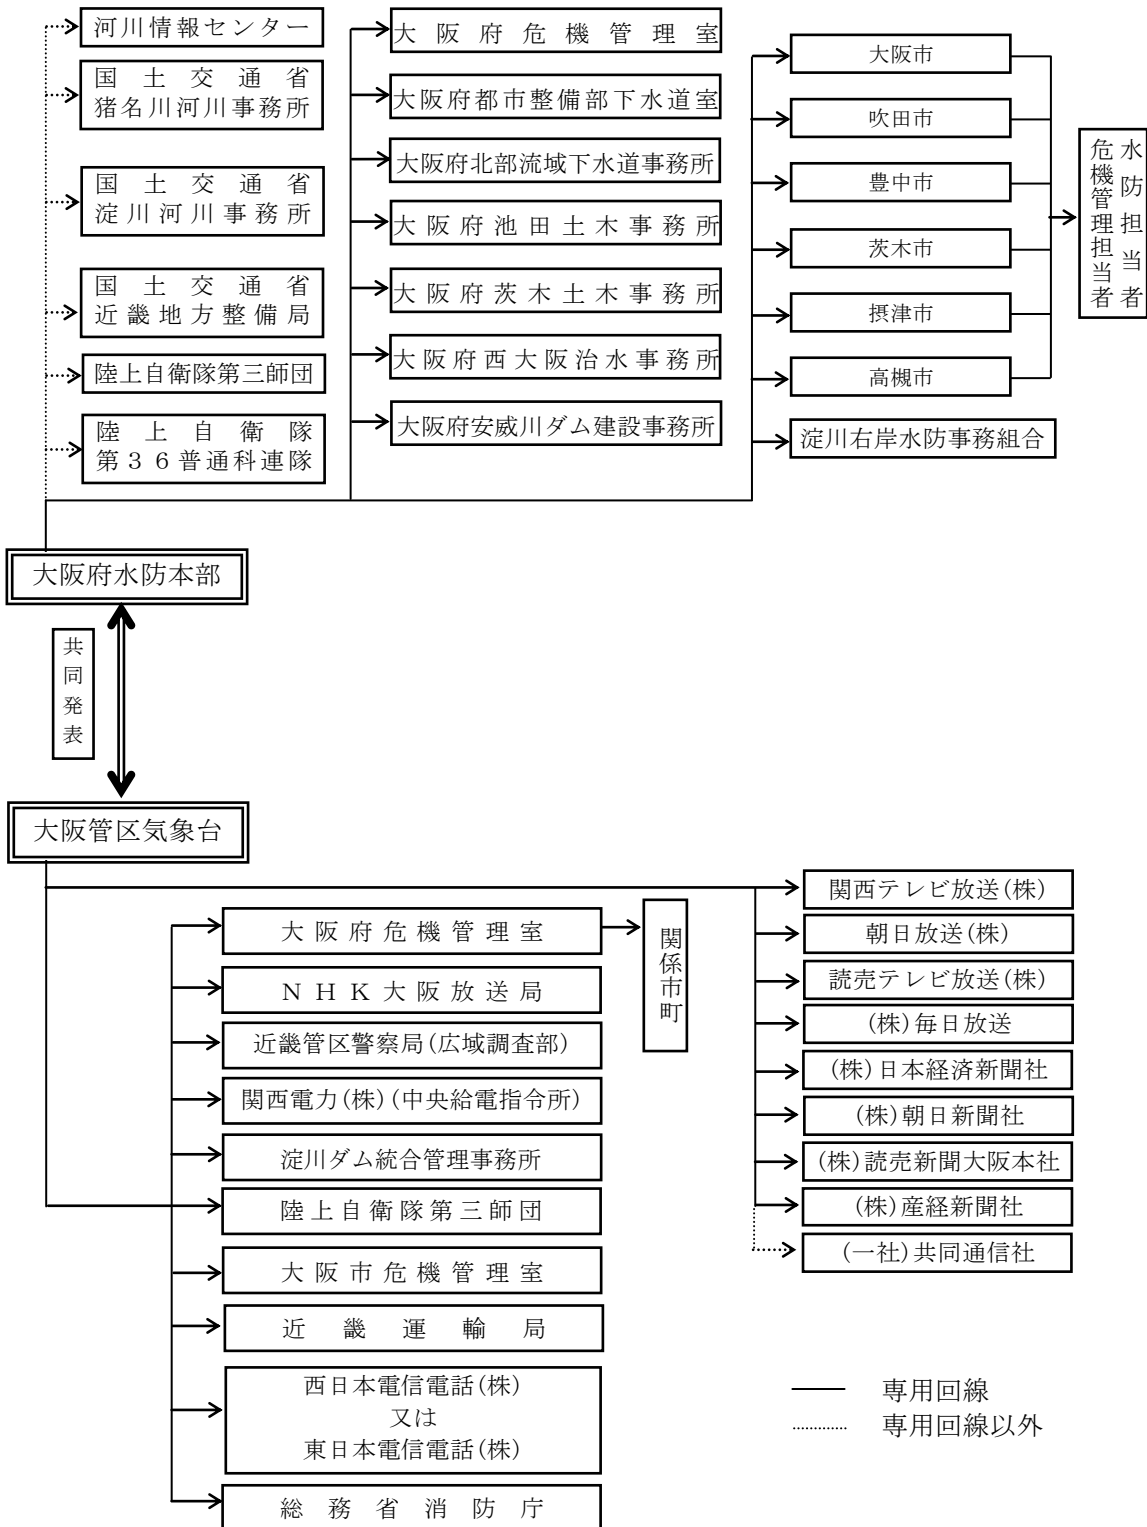 河川情報センター
国土交通省
猪名川河川事務所
国土交通省
淀川河川事務所
国土交通省
近畿地方整備局
陸上自衛隊第三師団
陸上自衛隊
第３６普通科連隊
大阪府危機管理室
大阪府都市整備部下水道室
大阪府北部流域下水道事務所
大阪府池田土木事務所
大阪府茨木土木事務所
大阪府西大阪治水事務所
大阪府安威川ダム建設事務所
大阪市
吹田市
豊中市
茨木市
摂津市
高槻市
淀川右岸水防事務組合
水防担当者
危機管理担当者
大阪府水防本部
共同発表
大阪管区気象台
大阪府危機管理室
ＮＨＫ大阪放送局
近畿管区警察局(広域調査部)
関西電力(株)(中央給電指令所)
淀川ダム統合管理事務所
陸上自衛隊第三師団
大阪市危機管理室
近畿運輸局
西日本電信電話(株)
又は
東日本電信電話(株)
総務省消防庁
関係市町
関西テレビ放送(株)
朝日放送(株)
読売テレビ放送(株)
(株)毎日放送
(株)日本経済新聞社
(株)朝日新聞社
(株)読売新聞大阪本社
(株)産経新聞社
(一社)共同通信社
専用回線
専用回線以外